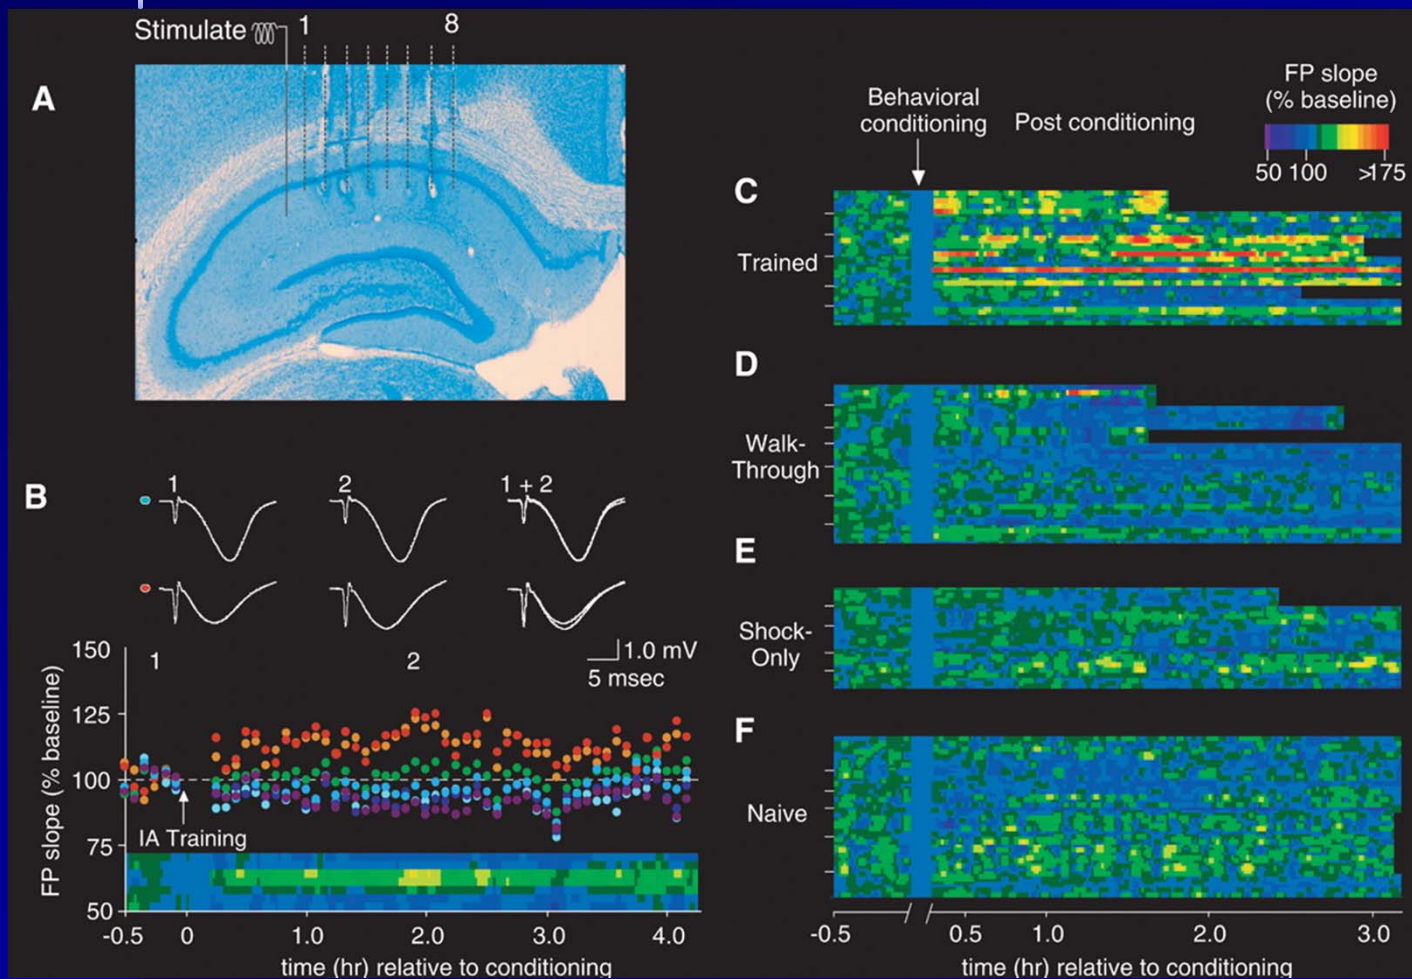 Stimulate
1
8
A
B
1
2
1 + 2
1.0 mV
5 msec
1
2
150
125
100
75
50
FP slope (% baseline)
IA Training
-0.5 0 1.0 2.0 3.0 4.0
time (hr) relative to conditioning
Behavioral
conditioning
Post conditioning
FP slope
(% baseline)
50 100 >175
C
Trained
D
Walk-
Through
E
Shock-
Only
F
Naive
-0.5 0.5 1.0 2.0 3.0
time (hr) relative to conditioning